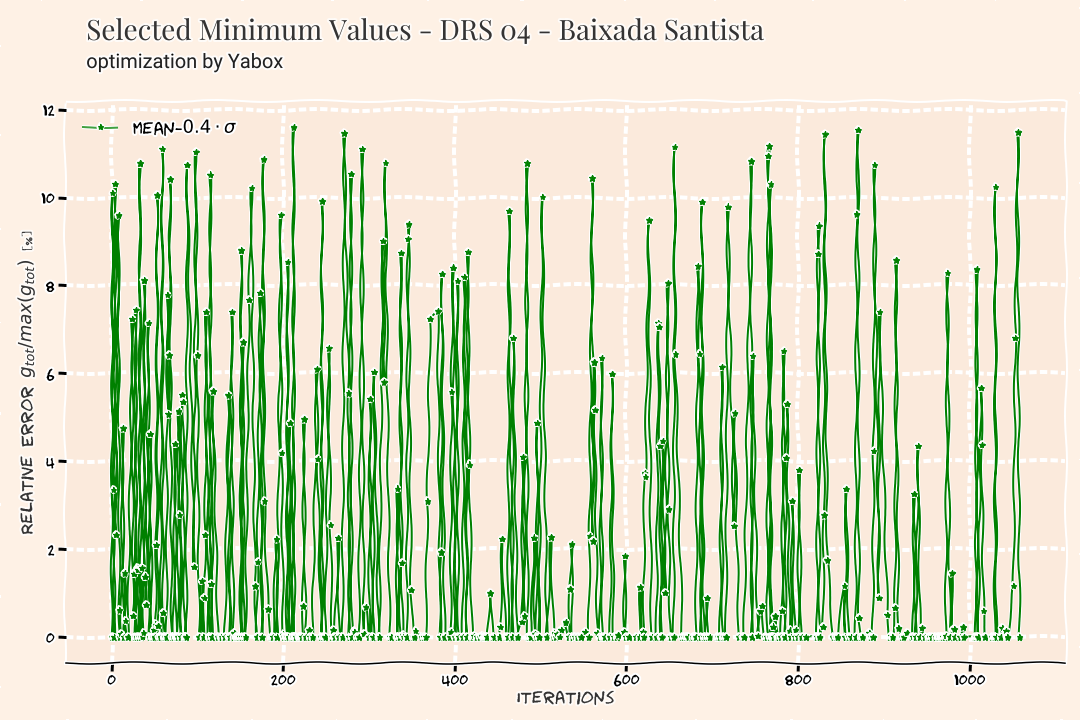 Selected Minimum Values - DRS 04 - Baixada Santista
optimization by Yabox
12
MEAN-0.4 · σ
10
8
6
4
2
0
RELATIVE ERROR g_tot/max(g_tot) [%]
0 200 400 600 800 1000
ITERATIONS